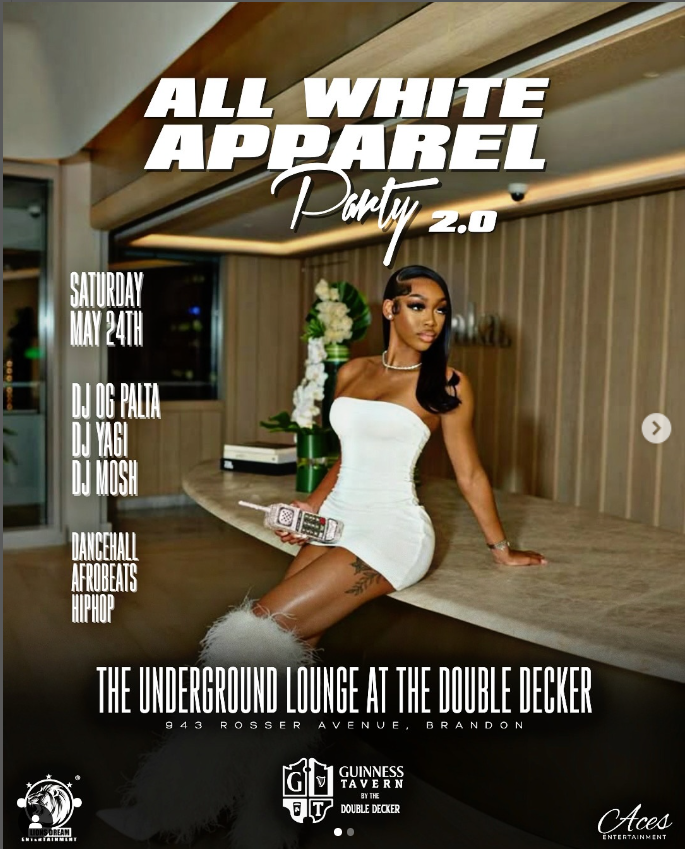 ALL WHITE
APPAREL
Party 2.0
SATURDAY
MAY 24TH
DJ OG PALTA
DJ YAGI
DJ MOSH
DANCEHALL
AFROBEATS
HIPHOP
THE UNDERGROUND LOUNGE AT THE DOUBLE DECKER
943 ROSSER AVENUE, BRANDON
G
T
GUINNESS
TAVERN
BY THE
DOUBLE DECKER
LIONS DREAM
ENTERTAINMENT
®
Aces
ENTERTAINMENT